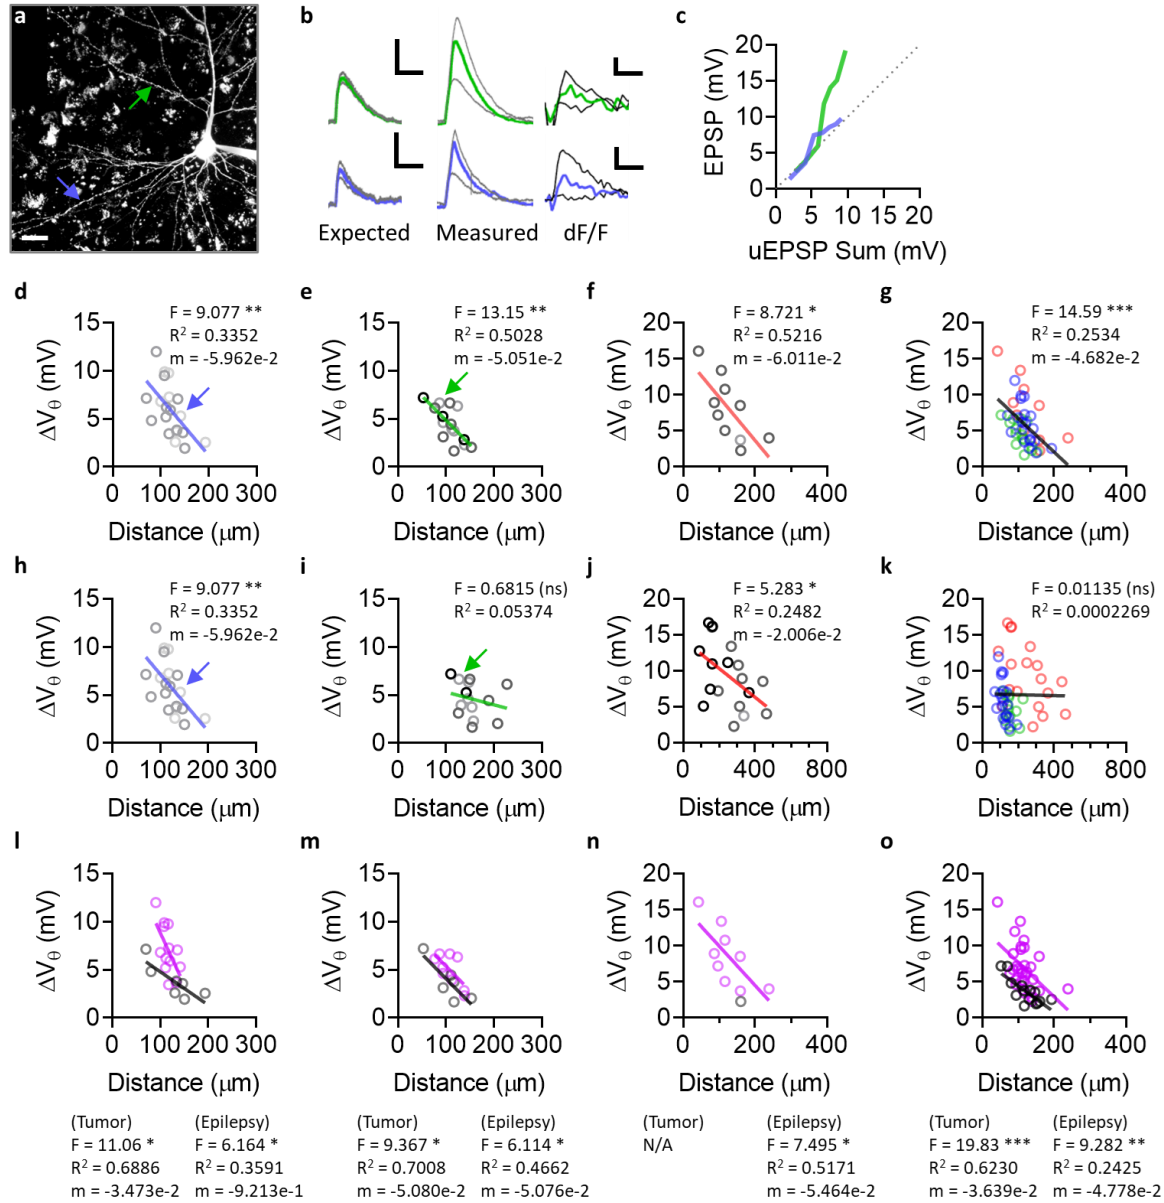 a
b
c
Expected
Measured
dF/F
EPSP (mV)
20
15
10
5
0
0 5 10 15 20
uEPSP Sum (mV)
d
F = 9.077 **
R² = 0.3352
m = -5.962e-2
ΔVθ (mV)
15
10
5
0
0 100 200 300
Distance (μm)
e
F = 13.15 **
R² = 0.5028
m = -5.051e-2
ΔVθ (mV)
15
10
5
0
0 100 200 300
Distance (μm)
f
F = 8.721 *
R² = 0.5216
m = -6.011e-2
ΔVθ (mV)
20
15
10
5
0
0 200 400
Distance (μm)
g
F = 14.59 ***
R² = 0.2534
m = -4.682e-2
ΔVθ (mV)
20
15
10
5
0
0 200 400
Distance (μm)
h
F = 9.077 **
R² = 0.3352
m = -5.962e-2
ΔVθ (mV)
15
10
5
0
0 100 200 300
Distance (μm)
i
F = 0.6815 (ns)
R² = 0.05374
ΔVθ (mV)
15
10
5
0
0 100 200 300
Distance (μm)
j
F = 5.283 *
R² = 0.2482
m = -2.006e-2
ΔVθ (mV)
20
15
10
5
0
0 400 800
Distance (μm)
k
F = 0.01135 (ns)
R² = 0.0002269
ΔVθ (mV)
20
15
10
5
0
0 400 800
Distance (μm)
l
ΔVθ (mV)
15
10
5
0
0 100 200 300
Distance (μm)
(Tumor)
F = 11.06 *
R² = 0.6886
m = -3.473e-2
(Epilepsy)
F = 6.164 *
R² = 0.3591
m = -9.213e-1
m
ΔVθ (mV)
15
10
5
0
0 100 200 300
Distance (μm)
(Tumor)
F = 9.367 *
R² = 0.7008
m = -5.080e-2
(Epilepsy)
F = 6.114 *
R² = 0.4662
m = -5.076e-2
n
ΔVθ (mV)
20
15
10
5
0
0 200 400
Distance (μm)
(Tumor)
N/A
(Epilepsy)
F = 7.495 *
R² = 0.5171
m = -5.464e-2
o
ΔVθ (mV)
20
15
10
5
0
0 200 400
Distance (μm)
(Tumor)
F = 19.83 ***
R² = 0.6230
m = -3.639e-2
(Epilepsy)
F = 9.282 **
R² = 0.2425
m = -4.778e-2